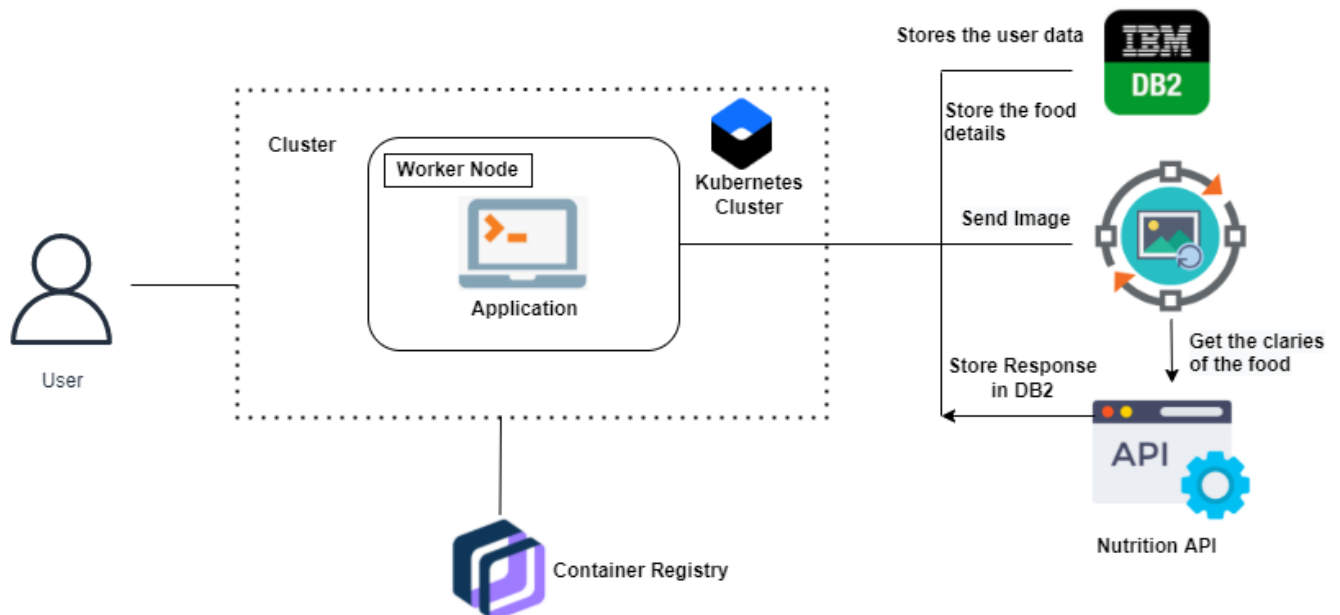 Stores the user data
IBM
DB2
Store the food
details
Cluster
Worker Node
Kubernetes
Cluster
Send Image
Application
User
Get the claries
of the food
Store Response
in DB2
API
Nutrition API
Container Registry